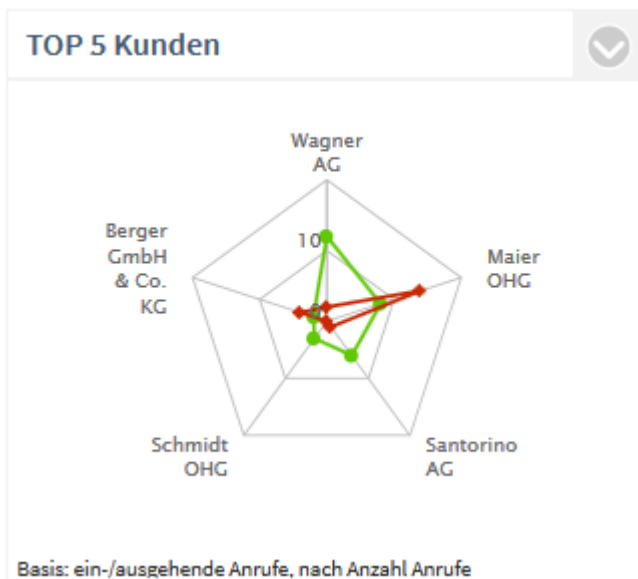 TOP 5 Kunden
Wagner
AG
10
Berger
GmbH
& Co.
KG
Maier
OHG
0
Schmidt
OHG
Santorino
AG
Basis: ein-/ausgehende Anrufe, nach Anzahl Anrufe